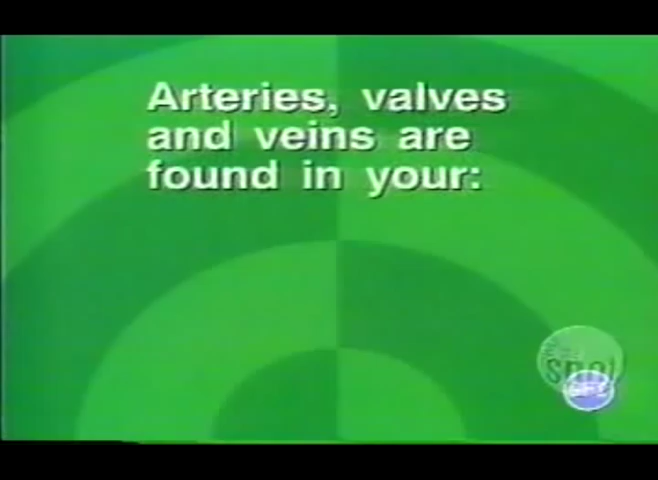 Arteries, valves
and veins are
found in your: